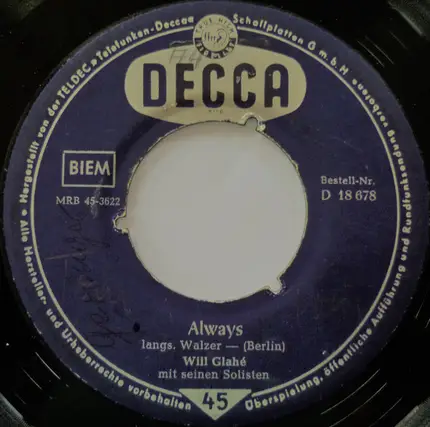 Hergestellt von der TELDEC »Telefunken-Decca« Schallplatten G m b H
DECCA
BIEM
MRB 45-3622
Bestell-Nr.
D 18 678
Always
langs. Walzer — (Berlin)
Will Glahé
mit seinen Solisten
45
Alle Hersteller- und Urheberrechte vorbehalten
Überspielung, öffentliche Aufführung und Rundfunksendung verboten